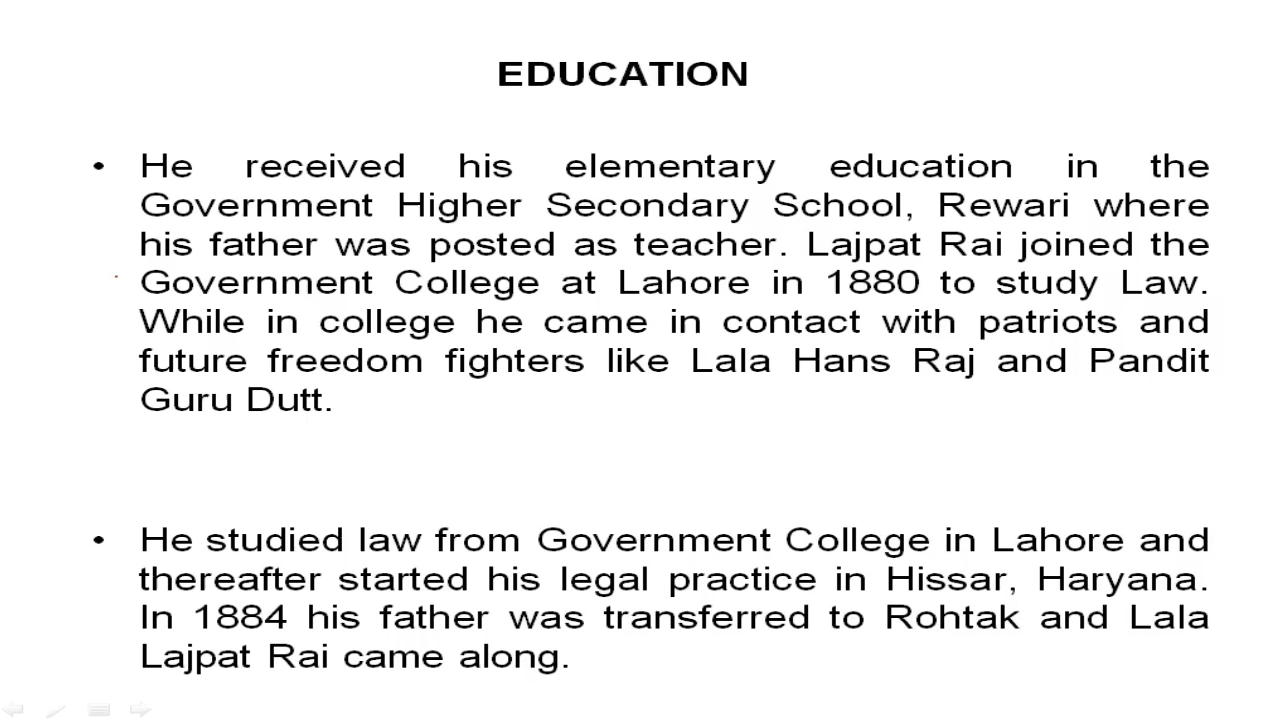 EDUCATION
• He received his elementary education in the
Government Higher Secondary School, Rewari where
his father was posted as teacher. Lajpat Rai joined the
Government College at Lahore in 1880 to study Law.
While in college he came in contact with patriots and
future freedom fighters like Lala Hans Raj and Pandit
Guru Dutt.
• He studied law from Government College in Lahore and
thereafter started his legal practice in Hissar, Haryana.
In 1884 his father was transferred to Rohtak and Lala
Lajpat Rai came along.